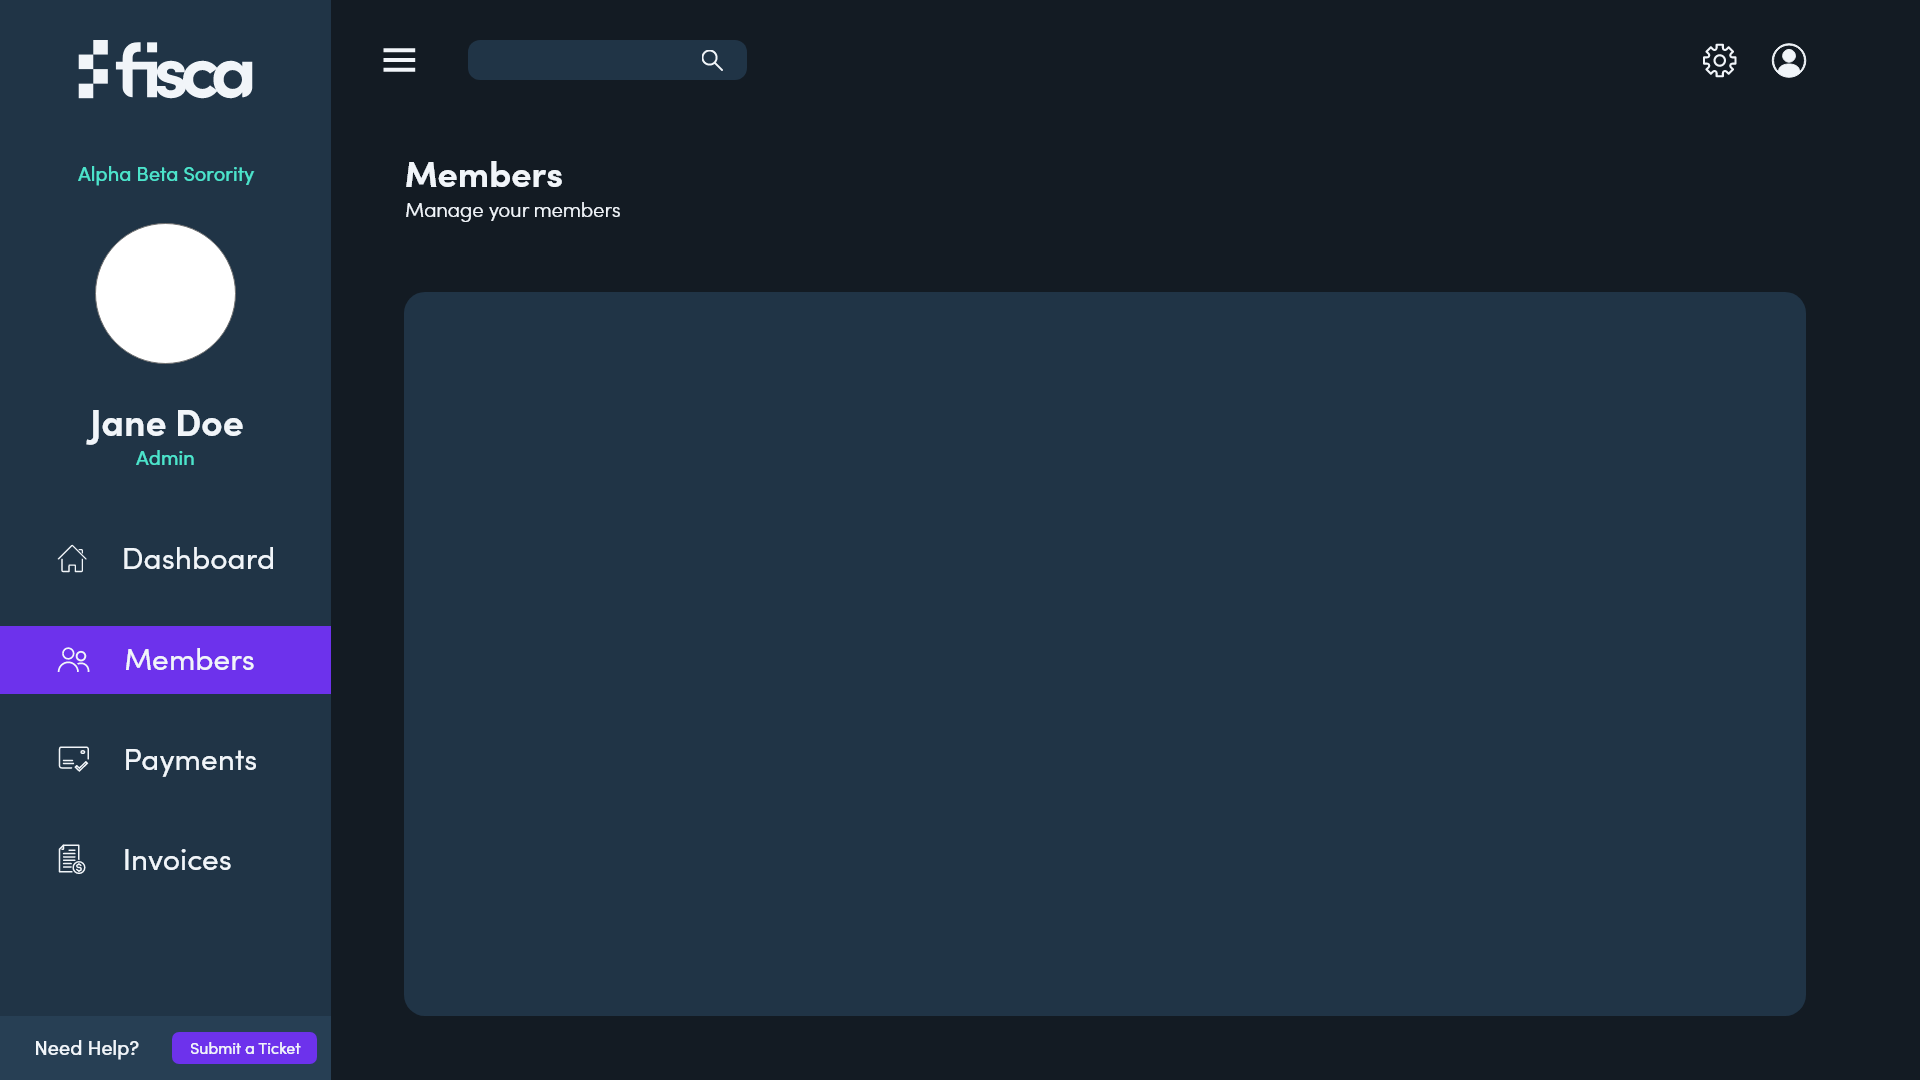 fisca
Alpha Beta Sorority
Jane Doe
Admin
Dashboard
Members
Payments
Invoices
Need Help?
Submit a Ticket
Members
Manage your members